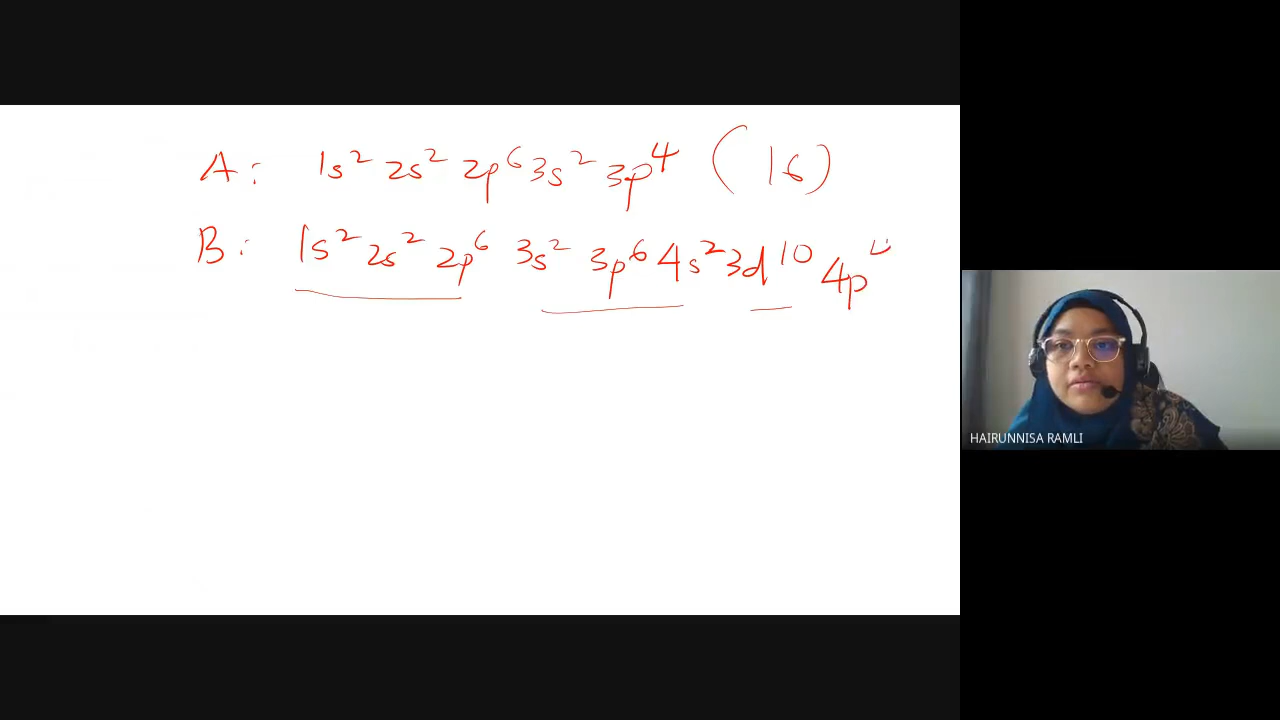 A: 1s² 2s² 2p⁶ 3s² 3p⁴ (16)
B: 1s² 2s² 2p⁶ 3s² 3p⁶ 4s² 3d¹⁰ 4p
HAIRUNNISA RAMLI